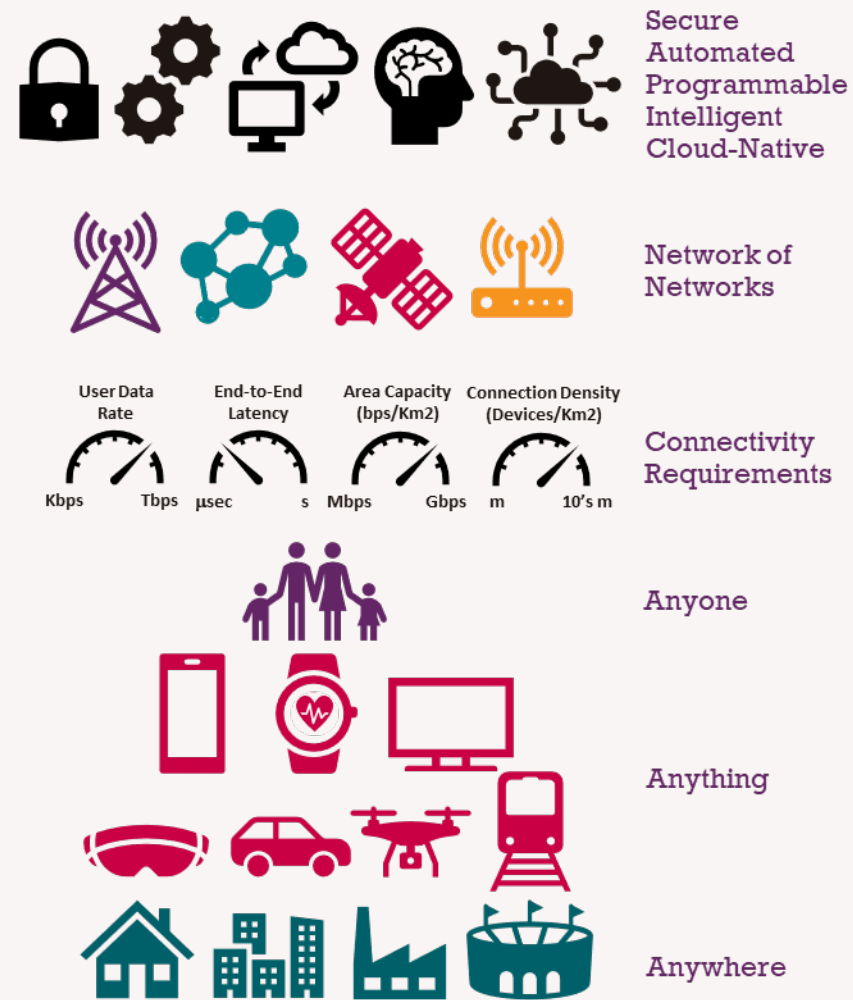 Secure
Automated
Programmable
Intelligent
Cloud-Native
Network of
Networks
User Data
Rate
End-to-End
Latency
Area Capacity
(bps/Km2)
Connection Density
(Devices/Km2)
Kbps
Tbps
µsec
s
Mbps
Gbps
m
10's m
Connectivity
Requirements
Anyone
Anything
Anywhere